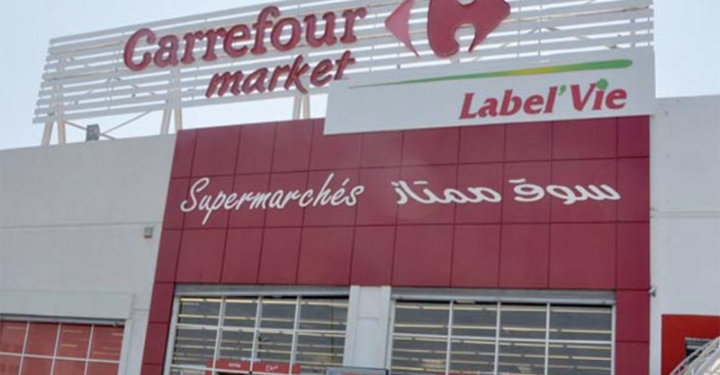 Carrefour
market
Label'Vie
Supermarchés سوق ممتاز